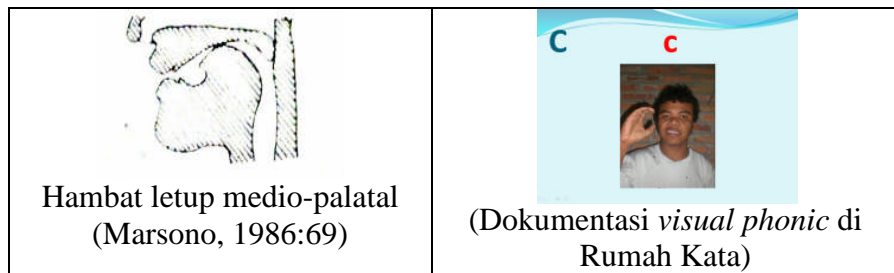 C c
Hambat letup medio-palatal
(Marsono, 1986:69)
(Dokumentasi visual phonic di
Rumah Kata)